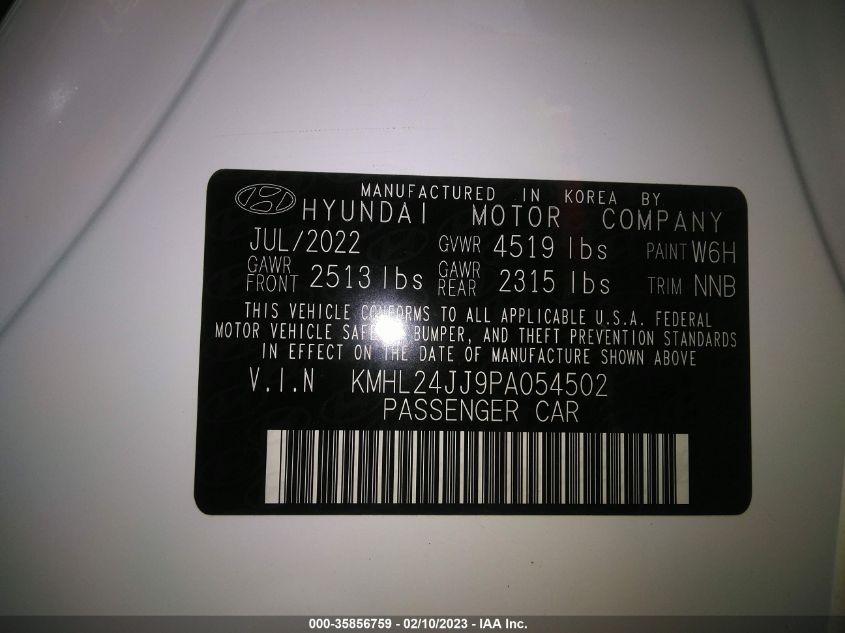 MANUFACTURED IN KOREA BY
HYUNDAI MOTOR COMPANY
JUL/2022 GVWR 4519 lbs PAINT W6H
GAWR FRONT 2513 lbs GAWR REAR 2315 lbs TRIM NNB
THIS VEHICLE CONFORMS TO ALL APPLICABLE U.S.A. FEDERAL
MOTOR VEHICLE SAFETY, BUMPER, AND THEFT PREVENTION STANDARDS
IN EFFECT ON THE DATE OF MANUFACTURE SHOWN ABOVE
V.I.N KMHL24JJ9PA054502
PASSENGER CAR
000-35856759 - 02/10/2023 - IAA Inc.